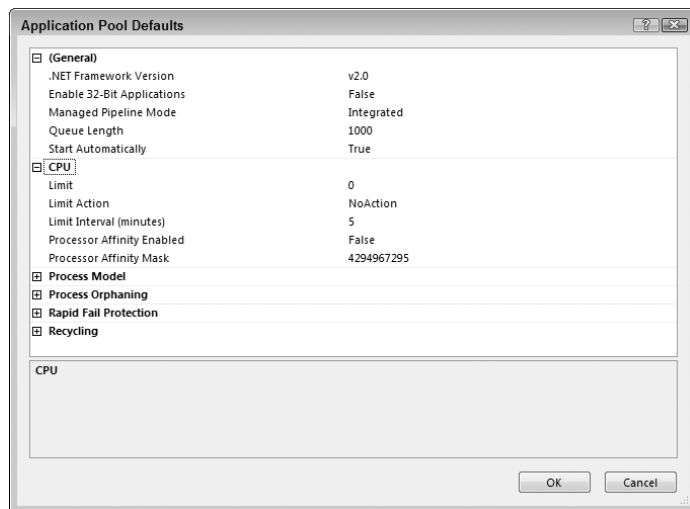 Application Pool Defaults
(General)
.NET Framework Version v2.0
Enable 32-Bit Applications False
Managed Pipeline Mode Integrated
Queue Length 1000
Start Automatically True
CPU
Limit 0
Limit Action NoAction
Limit Interval (minutes) 5
Processor Affinity Enabled False
Processor Affinity Mask 4294967295
Process Model
Process Orphaning
Rapid Fail Protection
Recycling
CPU
OK Cancel